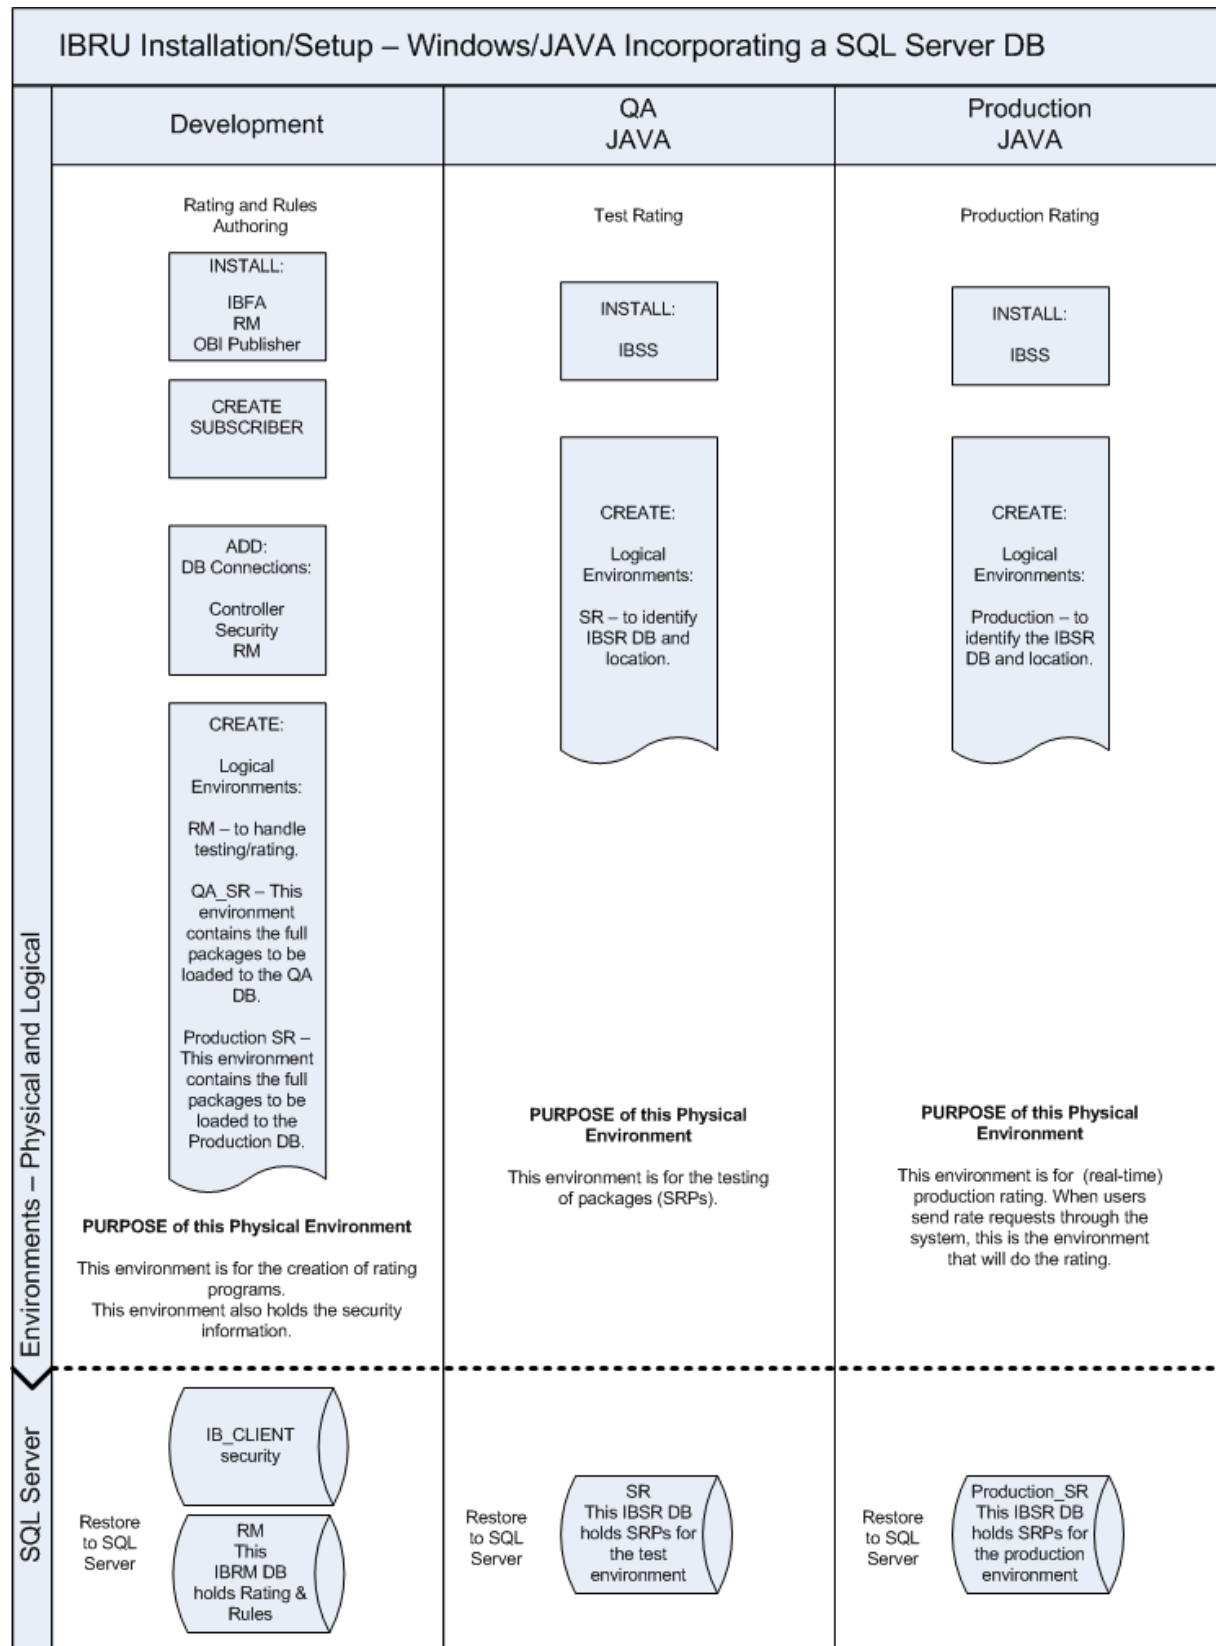 IBRU Installation/Setup – Windows/JAVA Incorporating a SQL Server DB
Development
QA
JAVA
Production
JAVA
Environments – Physical and Logical
Rating and Rules
Authoring
INSTALL:
IBFA
RM
OBI Publisher
CREATE
SUBSCRIBER
ADD:
DB Connections:
Controller
Security
RM
CREATE:
Logical
Environments:
RM – to handle
testing/rating.
QA_SR – This
environment
contains the full
packages to be
loaded to the QA
DB.
Production SR –
This environment
contains the full
packages to be
loaded to the
Production DB.
PURPOSE of this Physical Environment
This environment is for the creation of rating
programs.
This environment also holds the security
information.
Test Rating
INSTALL:
IBSS
CREATE:
Logical
Environments:
SR – to identify
IBSR DB and
location.
PURPOSE of this Physical
Environment
This environment is for the testing
of packages (SRPs).
Production Rating
INSTALL:
IBSS
CREATE:
Logical
Environments:
Production – to
identify the IBSR
DB and location.
PURPOSE of this Physical
Environment
This environment is for  (real-time)
production rating. When users
send rate requests through the
system, this is the environment
that will do the rating.
SQL Server
IB_CLIENT
security
Restore
to SQL
Server
RM
This
IBRM DB
holds Rating &
Rules
Restore
to SQL
Server
SR
This IBSR DB
holds SRPs for
the test
environment
Restore
to SQL
Server
Production_SR
This IBSR DB
holds SRPs for
the production
environment